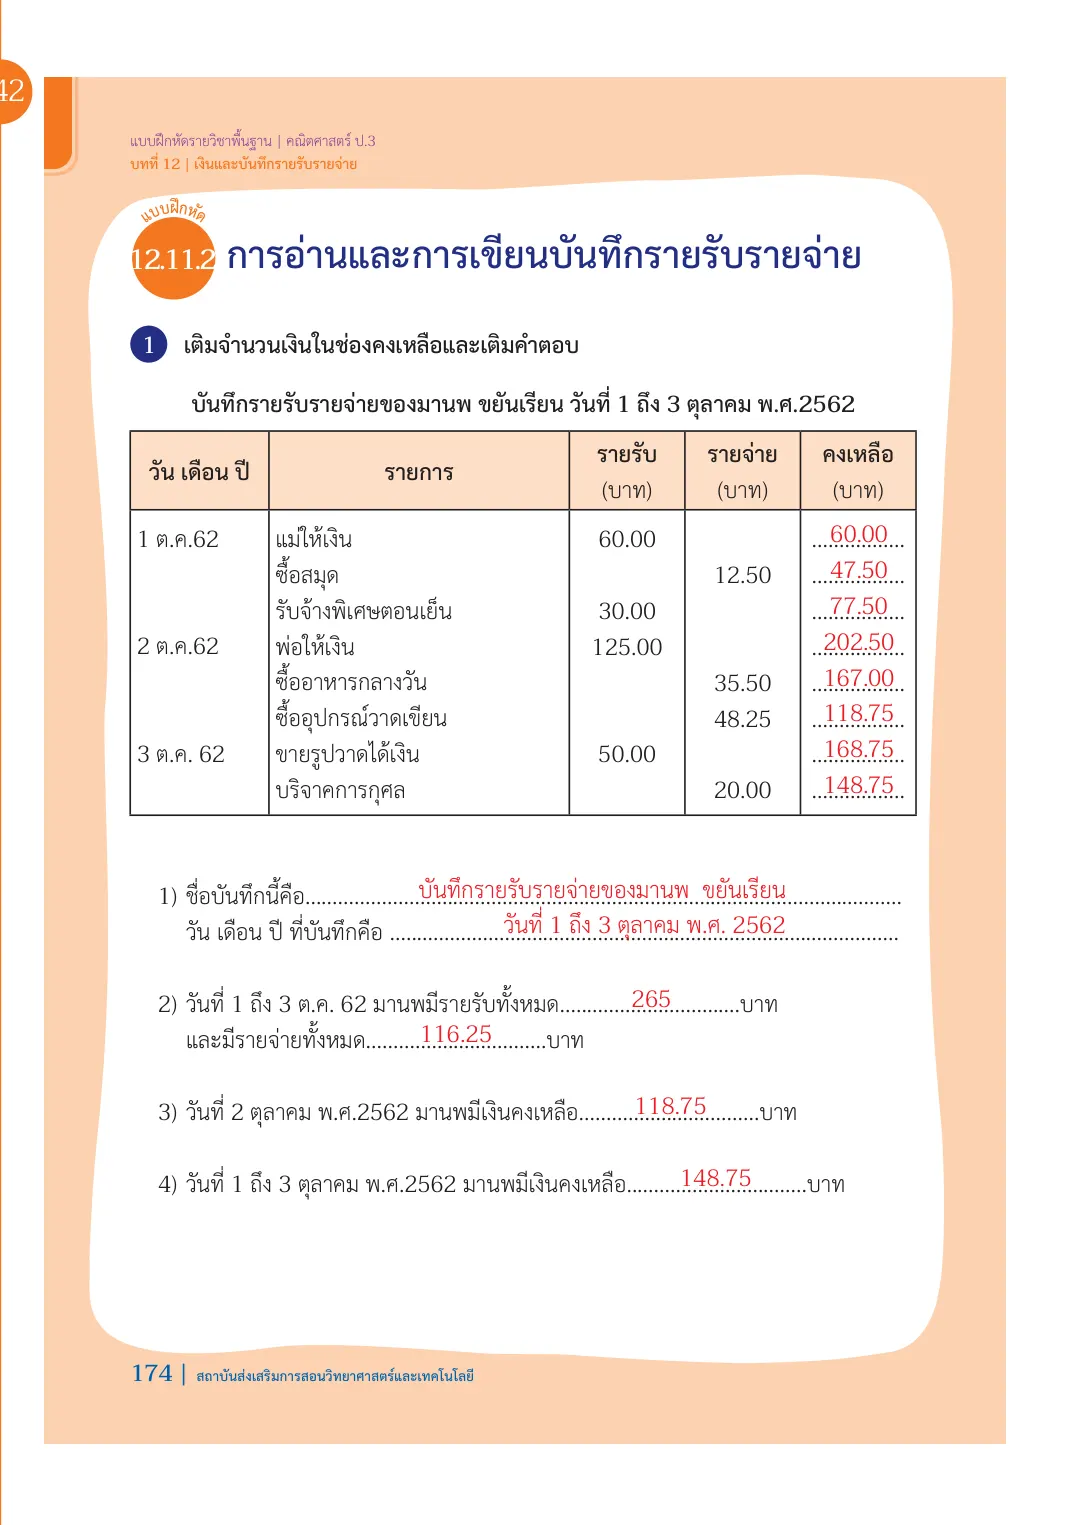 42
แบบฝึกหัดรายวิชาพื้นฐาน | คณิตศาสตร์ ป.3
บทที่ 12 | เงินและบันทึกรายรับรายจ่าย
แบบฝึกหัด
12.11.2 การอ่านและการเขียนบันทึกรายรับรายจ่าย
1 เติมจำนวนเงินในช่องคงเหลือและเติมคำตอบ
บันทึกรายรับรายจ่ายของมานพ ขยันเรียน วันที่ 1 ถึง 3 ตุลาคม พ.ศ.2562
วัน เดือน ปี รายการ รายรับ (บาท) รายจ่าย (บาท) คงเหลือ (บาท)
1 ต.ค.62 แม่ให้เงิน 60.00 60.00
ซื้อสมุด 12.50 47.50
รับจ้างพิเศษตอนเย็น 30.00 77.50
2 ต.ค.62 พ่อให้เงิน 125.00 202.50
ซื้ออาหารกลางวัน 35.50 167.00
ซื้ออุปกรณ์วาดเขียน 48.25 118.75
3 ต.ค. 62 ขายรูปวาดได้เงิน 50.00 168.75
บริจาคการกุศล 20.00 148.75
1) ชื่อบันทึกนี้คือ บันทึกรายรับรายจ่ายของมานพ ขยันเรียน
วัน เดือน ปี ที่บันทึกคือ วันที่ 1 ถึง 3 ตุลาคม พ.ศ. 2562
2) วันที่ 1 ถึง 3 ต.ค. 62 มานพมีรายรับทั้งหมด 265 บาท
และมีรายจ่ายทั้งหมด 116.25 บาท
3) วันที่ 2 ตุลาคม พ.ศ.2562 มานพมีเงินคงเหลือ 118.75 บาท
4) วันที่ 1 ถึง 3 ตุลาคม พ.ศ.2562 มานพมีเงินคงเหลือ 148.75 บาท
174 | สถาบันส่งเสริมการสอนวิทยาศาสตร์และเทคโนโลยี